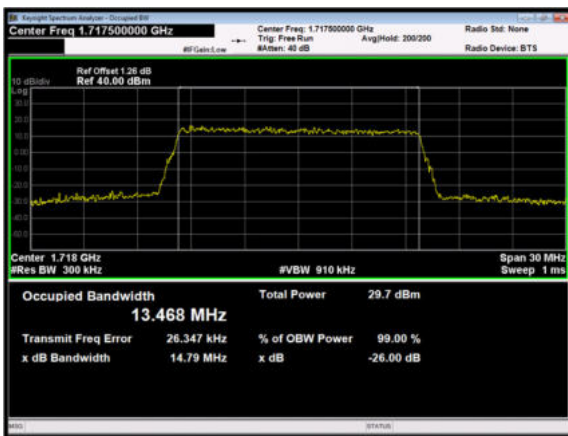 Keysight Spectrum Analyzer - Occupied BW
Center Freq 1.717500000 GHz
#IFGain:Low
Center Freq: 1.717500000 GHz
Trig: Free Run
Avg|Hold: 200/200
#Atten: 40 dB
Radio Std: None
Radio Device: BTS
Ref Offset 1.26 dB
10 dB/div
Ref 40.00 dBm
Log
30.0
20.0
10.0
0.00
-10.0
-20.0
-30.0
-40.0
-50.0
Center 1.718 GHz
Span 30 MHz
#Res BW 300 kHz
#VBW 910 kHz
Sweep 1 ms
Occupied Bandwidth
13.468 MHz
Total Power 29.7 dBm
Transmit Freq Error 26.347 kHz
% of OBW Power 99.00 %
x dB Bandwidth 14.79 MHz
x dB -26.00 dB
MSG
STATUS